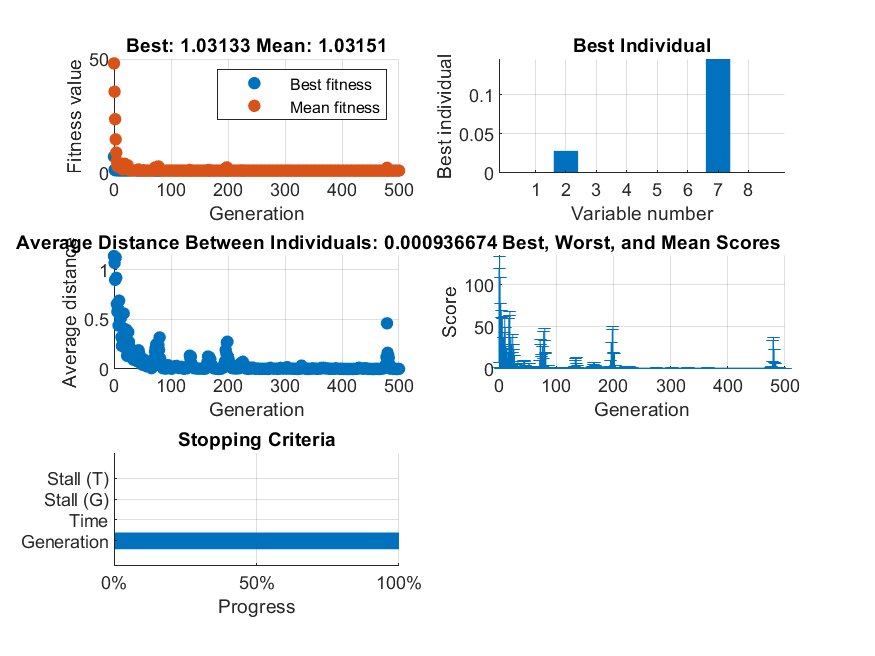 Best: 1.03133 Mean: 1.03151
Fitness value
50
0
Best fitness
Mean fitness
0 100 200 300 400 500
Generation
Best Individual
Best individual
0.1
0.05
0
1 2 3 4 5 6 7 8
Variable number
Average Distance Between Individuals: 0.000936674
Average distance
1
0.5
0
0 100 200 300 400 500
Generation
Best, Worst, and Mean Scores
Score
100
50
0
0 100 200 300 400 500
Generation
Stopping Criteria
Stall (T)
Stall (G)
Time
Generation
0% 50% 100%
Progress